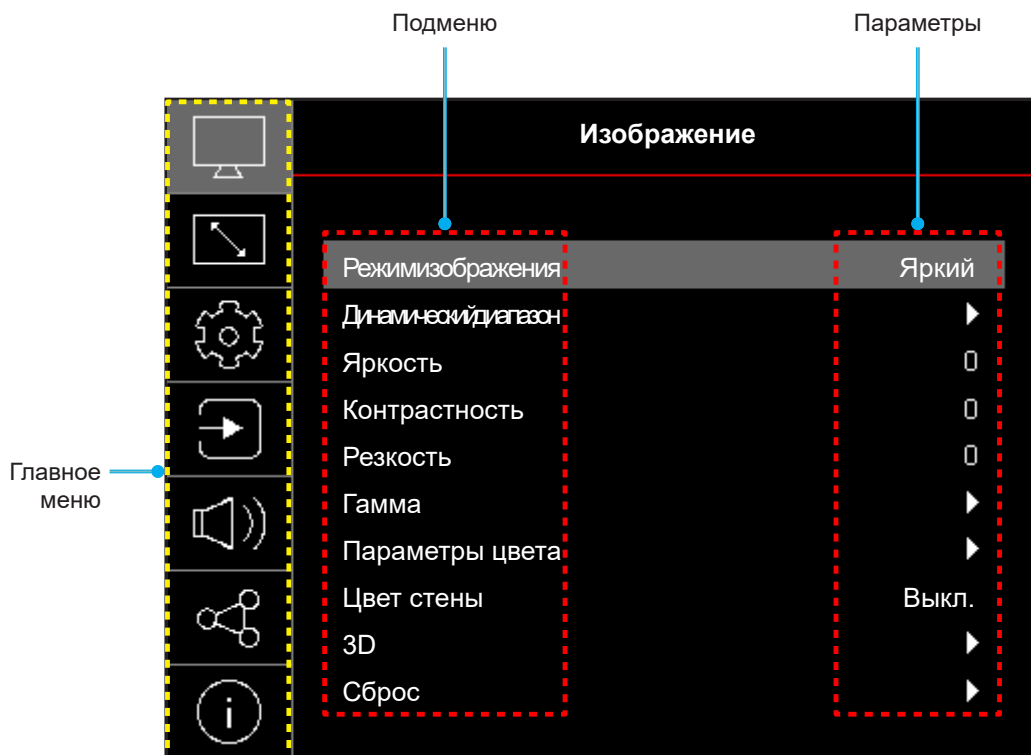 Подменю
Параметры
Изображение
Режимизображения
Яркий
Динамическийдиапазон
Яркость
0
Контрастность
0
Резкость
0
Гамма
Параметры цвета
Цвет стены
Выкл.
3D
Сброс
Главное
меню